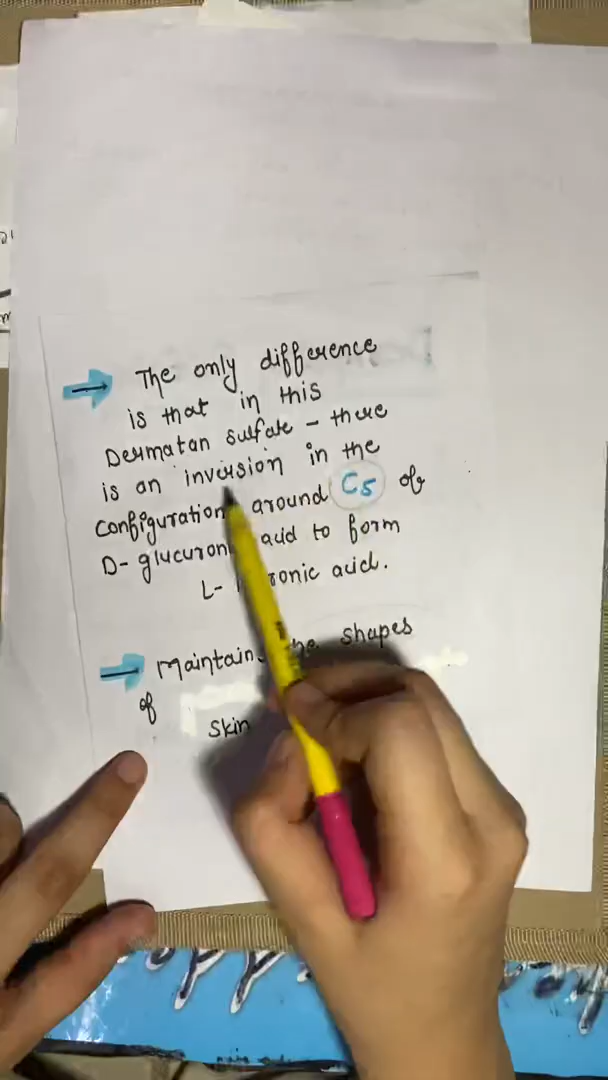 The only difference
is that in this
Dermatan sulfate - there
is an inversion in the
configuration around C5 of
D- glucuron acid to form
L- ronic acid.
Maintain the shapes
of
skin